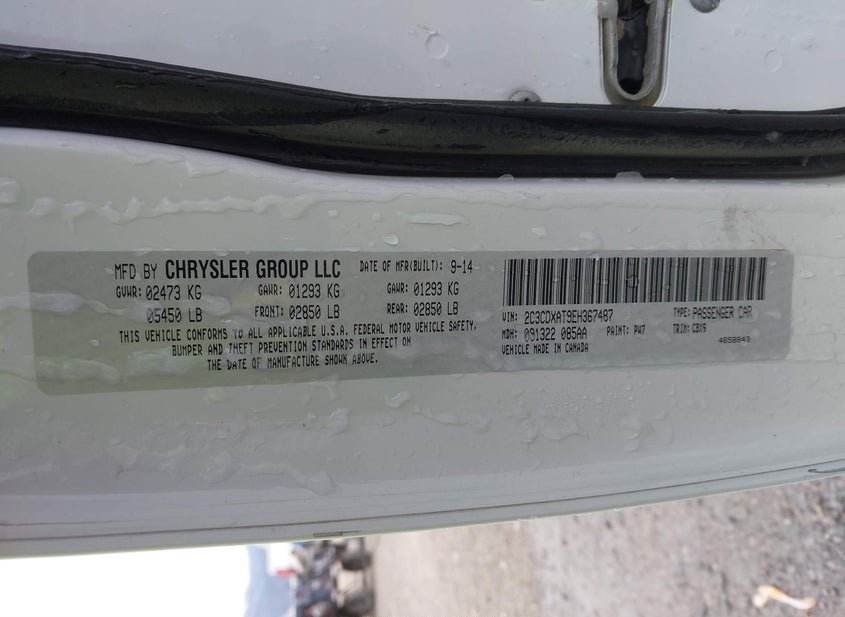 MFD BY CHRYSLER GROUP LLC DATE OF MFR(BUILT): 9-14
GVWR: 02473 KG GAWR: 01293 KG GAWR: 01293 KG
05450 LB FRONT: 02850 LB REAR: 02850 LB
THIS VEHICLE CONFORMS TO ALL APPLICABLE U.S.A. FEDERAL MOTOR VEHICLE SAFETY,
BUMPER AND THEFT PREVENTION STANDARDS IN EFFECT ON
THE DATE OF MANUFACTURE SHOWN ABOVE.
VIN: 2C3CDXAT9EH367487 TYPE: PASSENGER CAR
MDH: 091322 085AA PAINT: PW7 TRIM: CBX9
VEHICLE MADE IN CANADA 4658843